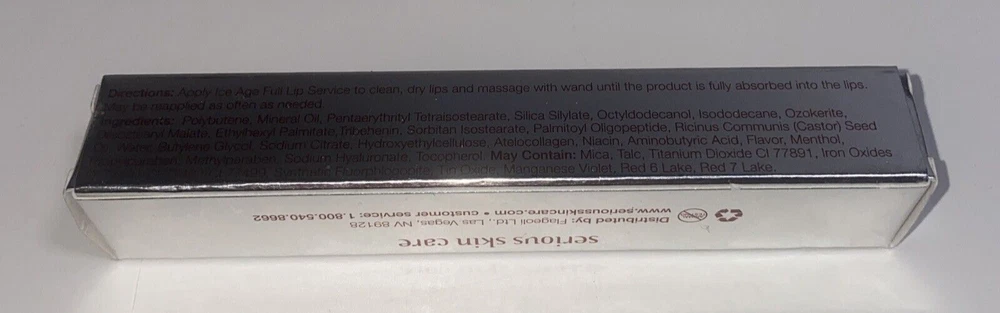 Directions: Apply Ice Age Full Lip Service to clean, dry lips and massage with wand until the product is fully absorbed into the lips.
May be reapplied as often as needed.
Ingredients: Polybutene, Mineral Oil, Pentaerythrityl Tetraisostearate, Silica Silylate, Octyldodecanol, Isododecane, Ozokerite,
Malate, Ethylhexyl Palmitate, Tribehenin, Sorbitan Isostearate, Palmitoyl Oligopeptide, Ricinus Communis (Castor) Seed
Water, Butylene Glycol, Sodium Citrate, Hydroxyethylcellulose, Atelocollagen, Niacin, Aminobutyric Acid, Flavor, Menthol,
Methylparaben, Sodium Hyaluronate, Tocopherol. May Contain: Mica, Talc, Titanium Dioxide CI 77891, Iron Oxides
Manganese Violet, Red 6 Lake, Red 7 Lake.
serious skin care
Distributed by: Flageoli Ltd., Las Vegas, NV 89128
www.seriousskincare.com • customer service: 1.800.540.8662